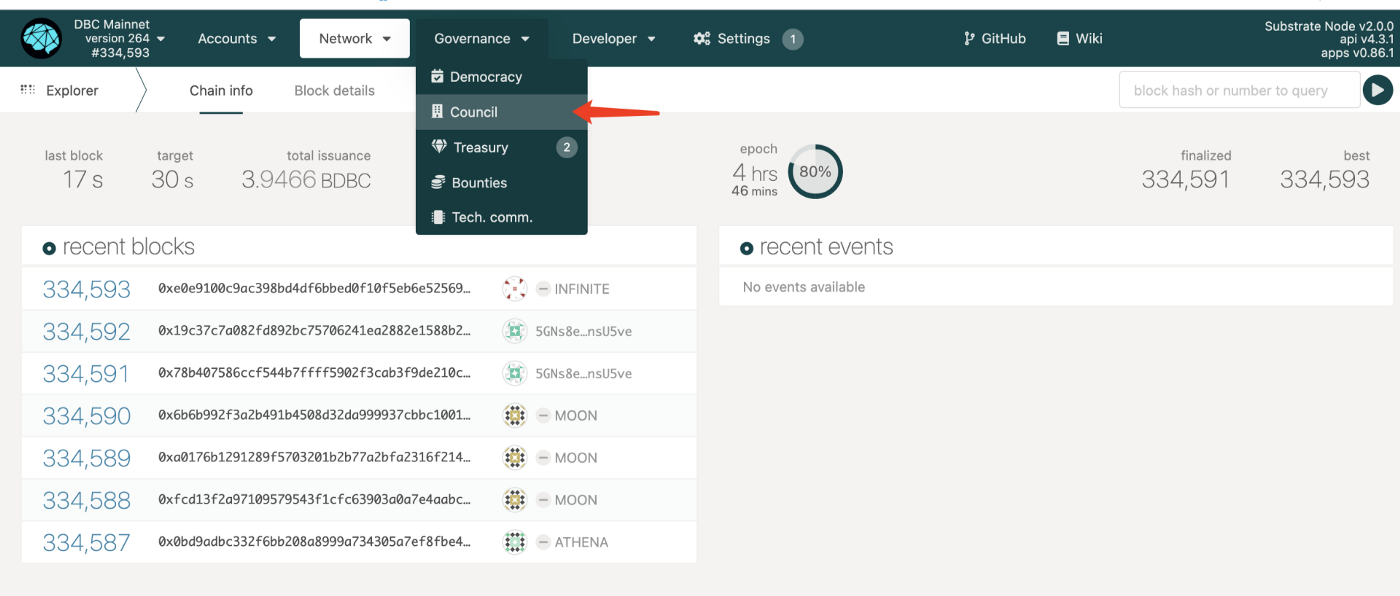 DBC Mainnet
version 264
#334,593
Accounts
Network
Governance
Developer
Settings 1
GitHub
Wiki
Substrate Node v2.0.0
api v4.3.1
apps v0.86.1
Democracy
Council
Treasury 2
Bounties
Tech. comm.
Explorer
Chain info
Block details
block hash or number to query
last block
17 s
target
30 s
total issuance
3.9466 BDBC
epoch
4 hrs
46 mins
80%
finalized
334,591
best
334,593
recent blocks
334,593 0xe0e9100c9ac398bd4df6bbed0f10f5eb6e52569… INFINITE
334,592 0x19c37c7a082fd892bc75706241ea2882e1588b2… 5GNs8e…nsU5ve
334,591 0x78b407586ccf544b7ffff5902f3cab3f9de210c… 5GNs8e…nsU5ve
334,590 0x6b6b992f3a2b491b4508d32da999937cbbc1001… MOON
334,589 0xa0176b1291289f5703201b2b77a2bfa2316f214… MOON
334,588 0xfcd13f2a97109579543f1cfc63903a0a7e4aabc… MOON
334,587 0x0bd9adbc332f6bb208a8999a734305a7ef8fbe4… ATHENA
recent events
No events available